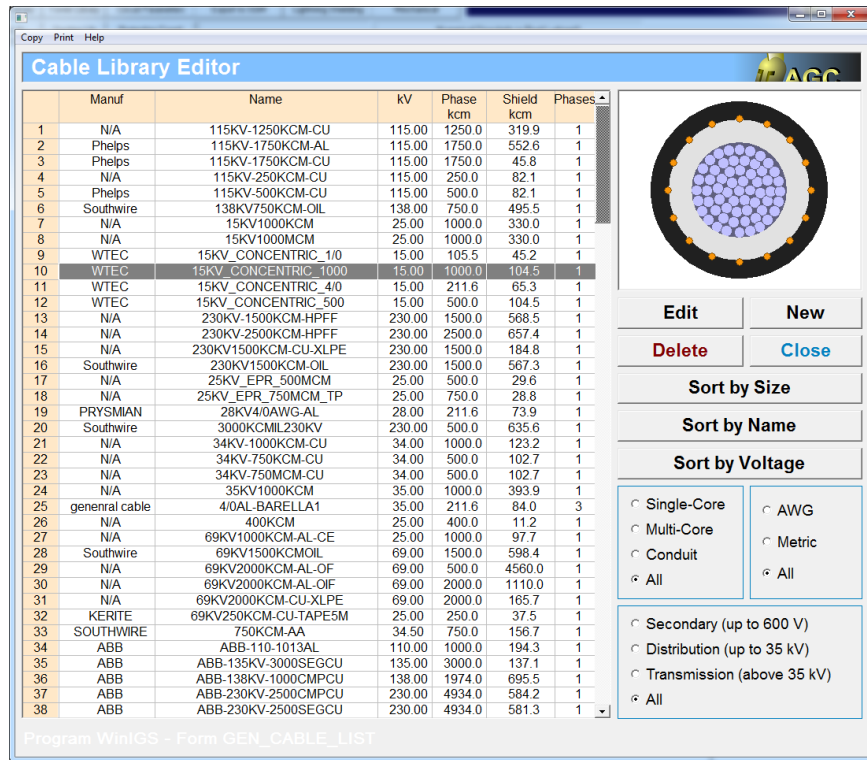 Copy Print Help
Cable Library Editor
AGC
Manuf Name kV Phase kcm Shield kcm Phases
1 N/A 115KV-1250KCM-CU 115.00 1250.0 319.9 1
2 Phelps 115KV-1750KCM-AL 115.00 1750.0 552.6 1
3 Phelps 115KV-1750KCM-CU 115.00 1750.0 45.8 1
4 N/A 115KV-250KCM-CU 115.00 250.0 82.1 1
5 Phelps 115KV-500KCM-CU 115.00 500.0 82.1 1
6 Southwire 138KV750KCM-OIL 138.00 750.0 495.5 1
7 N/A 15KV1000KCM 25.00 1000.0 330.0 1
8 N/A 15KV1000MCM 25.00 1000.0 330.0 1
9 WTEC 15KV_CONCENTRIC_1/0 15.00 105.5 45.2 1
10 WTEC 15KV_CONCENTRIC_1000 15.00 1000.0 104.5 1
11 WTEC 15KV_CONCENTRIC_4/0 15.00 211.6 65.3 1
12 WTEC 15KV_CONCENTRIC_500 15.00 500.0 104.5 1
13 N/A 230KV-1500KCM-HPFF 230.00 1500.0 568.5 1
14 N/A 230KV-2500KCM-HPFF 230.00 2500.0 657.4 1
15 N/A 230KV1500KCM-CU-XLPE 230.00 1500.0 184.8 1
16 Southwire 230KV1500KCM-OIL 230.00 1500.0 567.3 1
17 N/A 25KV_EPR_500MCM 25.00 500.0 29.6 1
18 N/A 25KV_EPR_750MCM_TP 25.00 750.0 28.8 1
19 PRYSMIAN 28KV4/0AWG-AL 28.00 211.6 73.9 1
20 Southwire 3000KCMIL230KV 230.00 500.0 635.6 1
21 N/A 34KV-1000KCM-CU 34.00 1000.0 123.2 1
22 N/A 34KV-750KCM-CU 34.00 500.0 102.7 1
23 N/A 34KV-750MCM-CU 34.00 500.0 102.7 1
24 N/A 35KV1000KCM 35.00 1000.0 393.9 1
25 genenral cable 4/0AL-BARELLA1 35.00 211.6 84.0 3
26 N/A 400KCM 25.00 400.0 11.2 1
27 N/A 69KV1000KCM-AL-CE 25.00 1000.0 97.7 1
28 Southwire 69KV1500KCMOIL 69.00 1500.0 598.4 1
29 N/A 69KV2000KCM-AL-OF 69.00 500.0 4560.0 1
30 N/A 69KV2000KCM-AL-OIF 69.00 2000.0 1110.0 1
31 N/A 69KV2000KCM-CU-XLPE 69.00 2000.0 165.7 1
32 KERITE 69KV250KCM-CU-TAPE5M 25.00 250.0 37.5 1
33 SOUTHWIRE 750KCM-AA 34.50 750.0 156.7 1
34 ABB ABB-110-1013AL 110.00 1000.0 194.3 1
35 ABB ABB-135KV-3000SEGCU 135.00 3000.0 137.1 1
36 ABB ABB-138KV-1000CMPCU 138.00 1974.0 695.5 1
37 ABB ABB-230KV-2500CMPCU 230.00 4934.0 584.2 1
38 ABB ABB-230KV-2500SEGCU 230.00 4934.0 581.3 1
Edit New
Delete Close
Sort by Size
Sort by Name
Sort by Voltage
Single-Core
Multi-Core
Conduit
All
AWG
Metric
All
Secondary (up to 600 V)
Distribution (up to 35 kV)
Transmission (above 35 kV)
All
Program WinIGS - Form GEN_CABLE_LIST